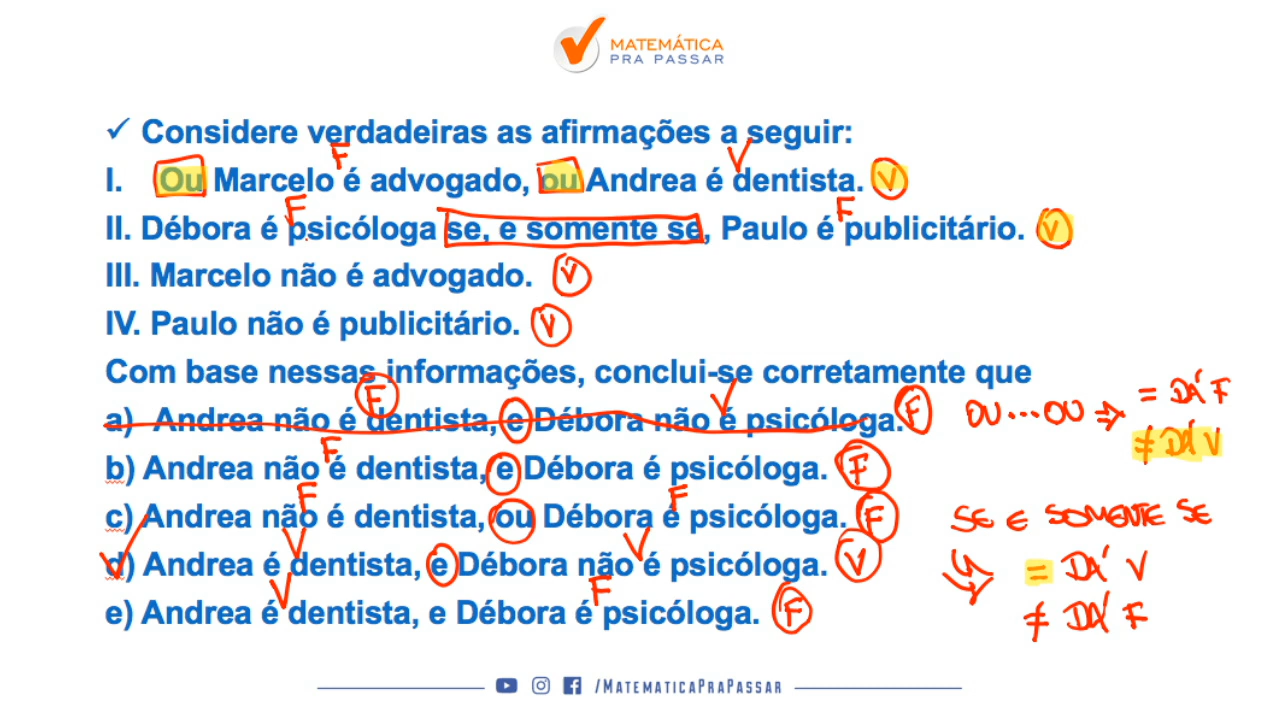 MATEMÁTICA
PRA PASSAR
✓ Considere verdadeiras as afirmações a seguir:
F V
I. Ou Marcelo é advogado, ou Andrea é dentista. V
F F
II. Débora é psicóloga se, e somente se, Paulo é publicitário. V
III. Marcelo não é advogado. V
IV. Paulo não é publicitário. V
Com base nessas informações, conclui-se corretamente que
F V
a) Andrea não é dentista, e Débora não é psicóloga. F
OU...OU ⇒ = DÁ F
≠ DÁ V
F
b) Andrea não é dentista, e Débora é psicóloga. F
F F
c) Andrea não é dentista, ou Débora é psicóloga. F
SE E SOMENTE SE
V V
d) Andrea é dentista, e Débora não é psicóloga. V
= DÁ V
V F
e) Andrea é dentista, e Débora é psicóloga. F
≠ DÁ F
/MatematicaPraPassar